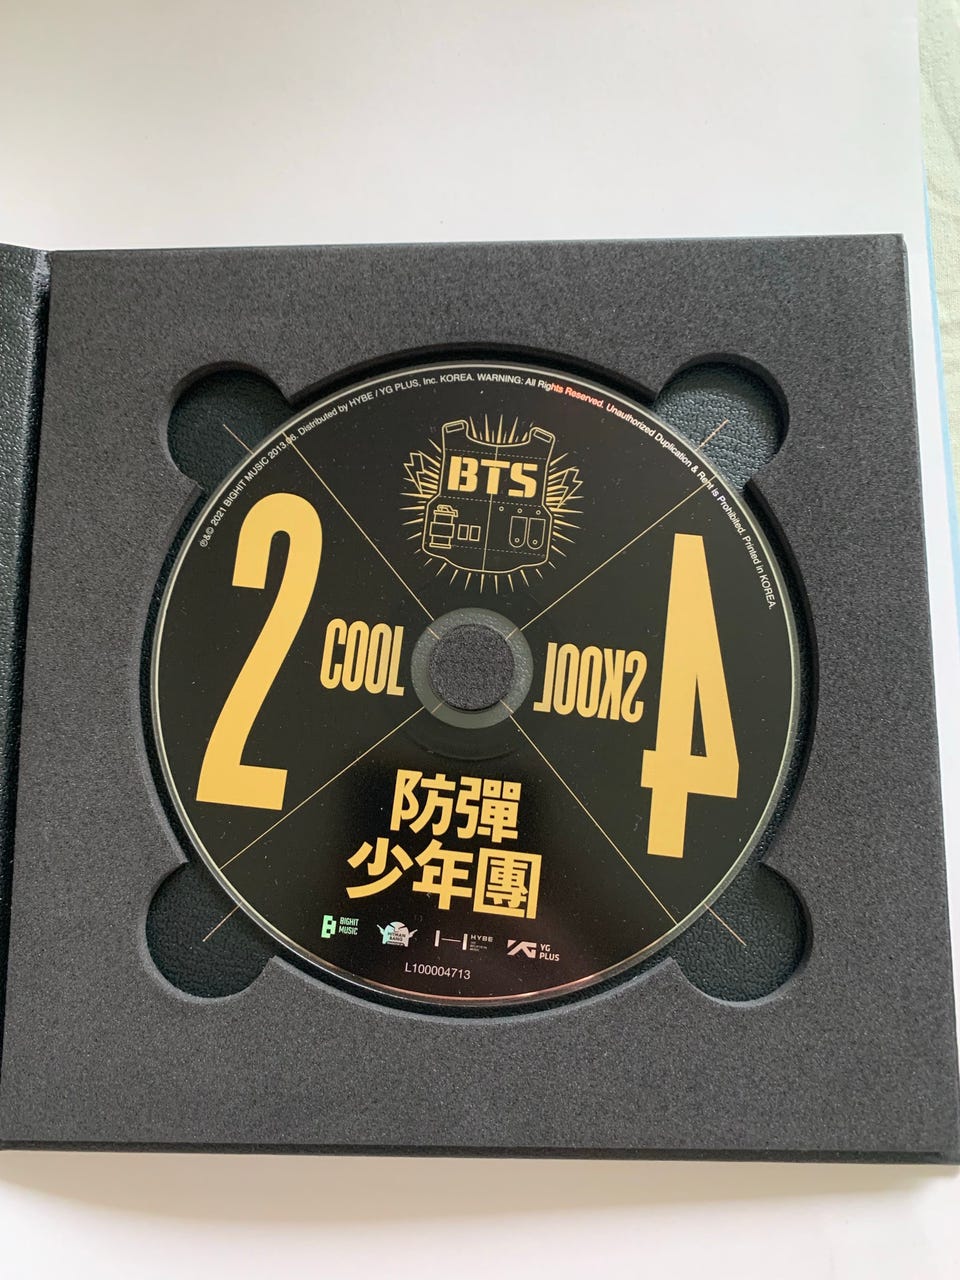 ℗&© 2021 BIGHIT MUSIC 2013.06. Distributed by HYBE / YG PLUS, Inc. KOREA. WARNING: All Rights Reserved. Unauthorized Duplication & Rent is Prohibited. Printed in KOREA.
BTS
2 COOL
4 SKOOL
防彈
少年團
BIGHIT
MUSIC
HYBE
YG
PLUS
L100004713